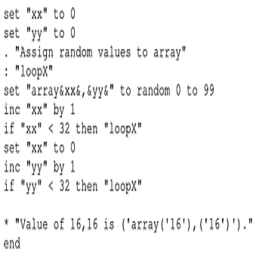 set "xx" to 0
set "yy" to 0
. "Assign random values to array"
: "loopX"
set "array&xx&,&yy&" to random 0 to 99
inc "xx" by 1
if "xx" < 32 then "loopX"
set "xx" to 0
inc "yy" by 1
if "yy" < 32 then "loopX"
* "Value of 16,16 is ('array('16'),('16')')."
end